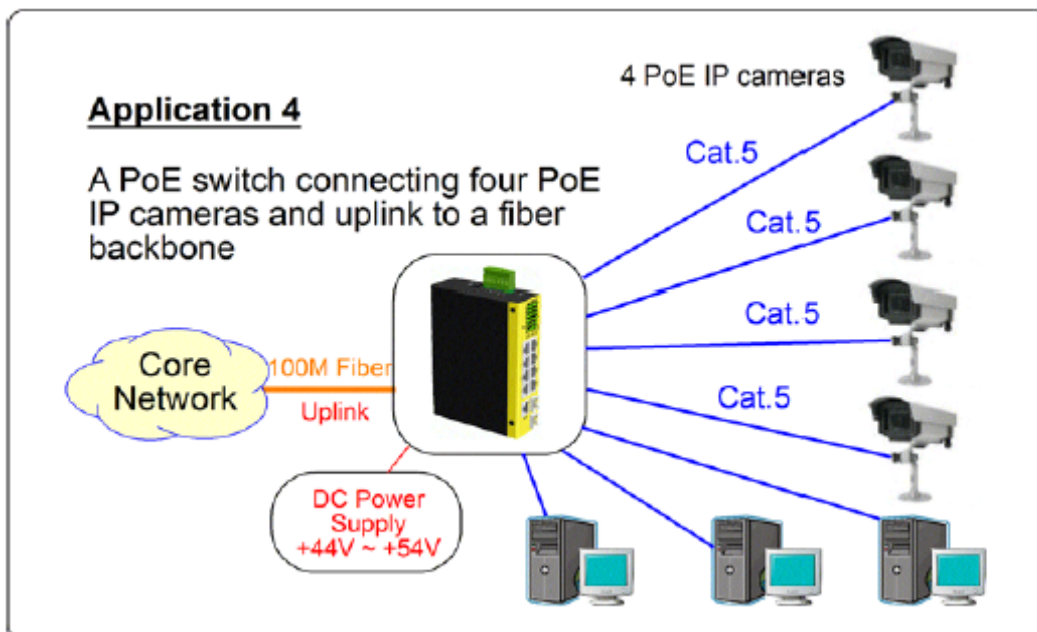 Application 4
A PoE switch connecting four PoE
IP cameras and uplink to a fiber
backbone
4 PoE IP cameras
Cat.5
Cat.5
Cat.5
Cat.5
Core
Network
100M Fiber
Uplink
DC Power
Supply
+44V ~ +54V